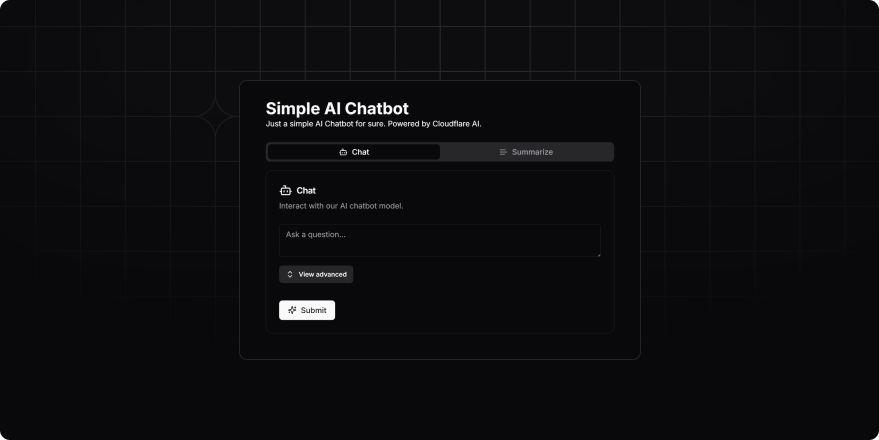 Simple AI Chatbot
Just a simple AI Chatbot for sure. Powered by Cloudflare AI.
Chat
Summarize
Chat
Interact with our AI chatbot model.
Ask a question...
View advanced
Submit